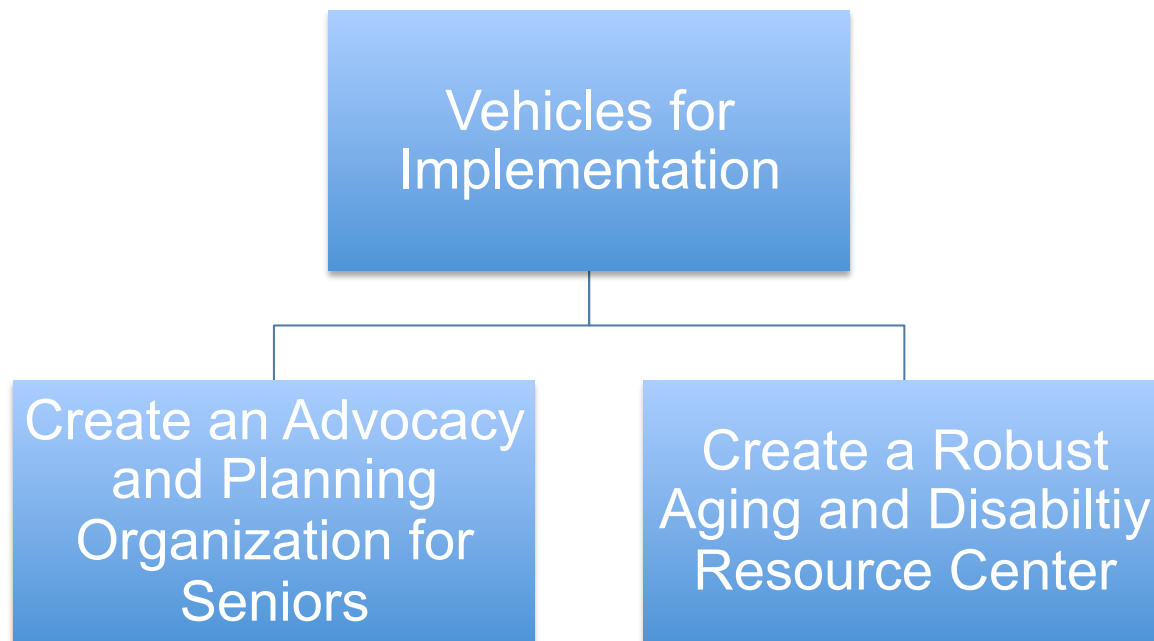 Vehicles for
Implementation
Create an Advocacy
and Planning
Organization for
Seniors
Create a Robust
Aging and Disabiltiy
Resource Center